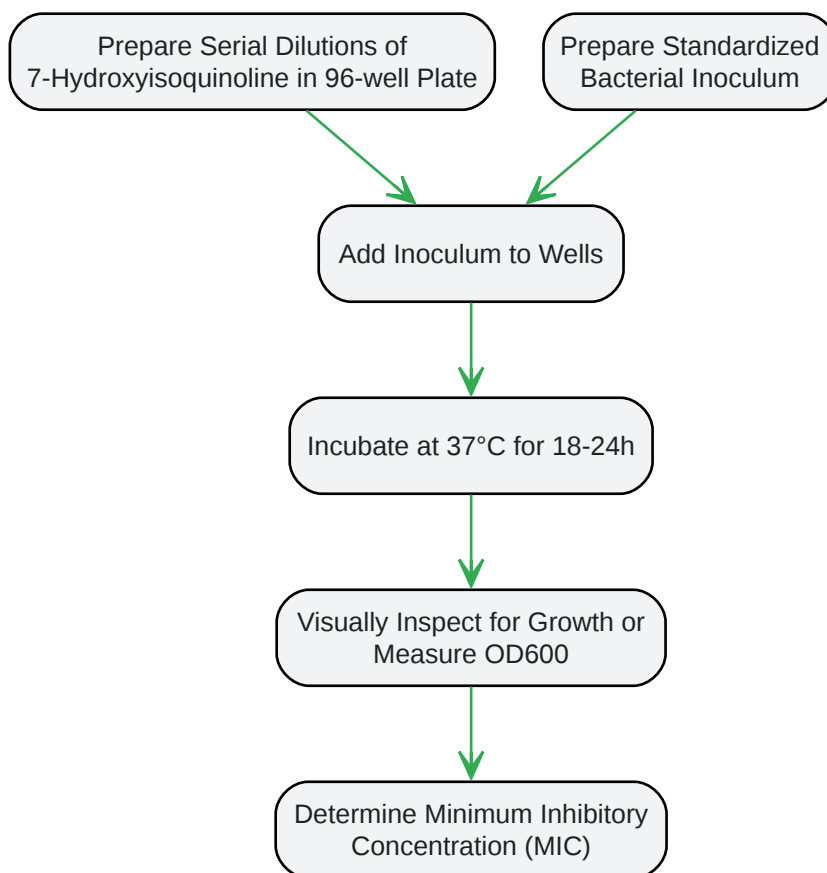 Prepare Serial Dilutions of
7-Hydroxyisoquinoline in 96-well Plate
Prepare Standardized
Bacterial Inoculum
Add Inoculum to Wells
Incubate at 37°C for 18-24h
Visually Inspect for Growth or
Measure OD600
Determine Minimum Inhibitory
Concentration (MIC)